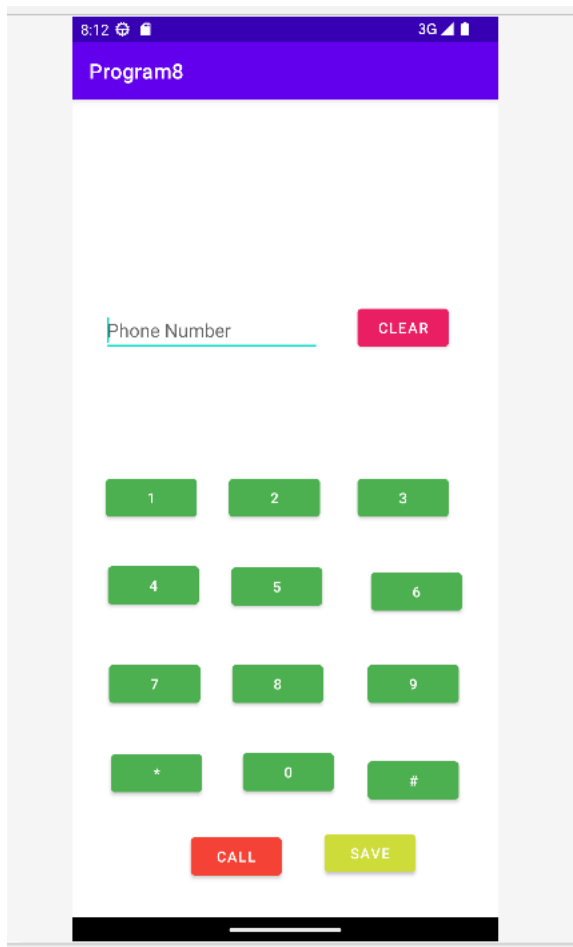 8:12 3G
Program8
Phone Number CLEAR
1 2 3
4 5 6
7 8 9
* 0 #
CALL SAVE